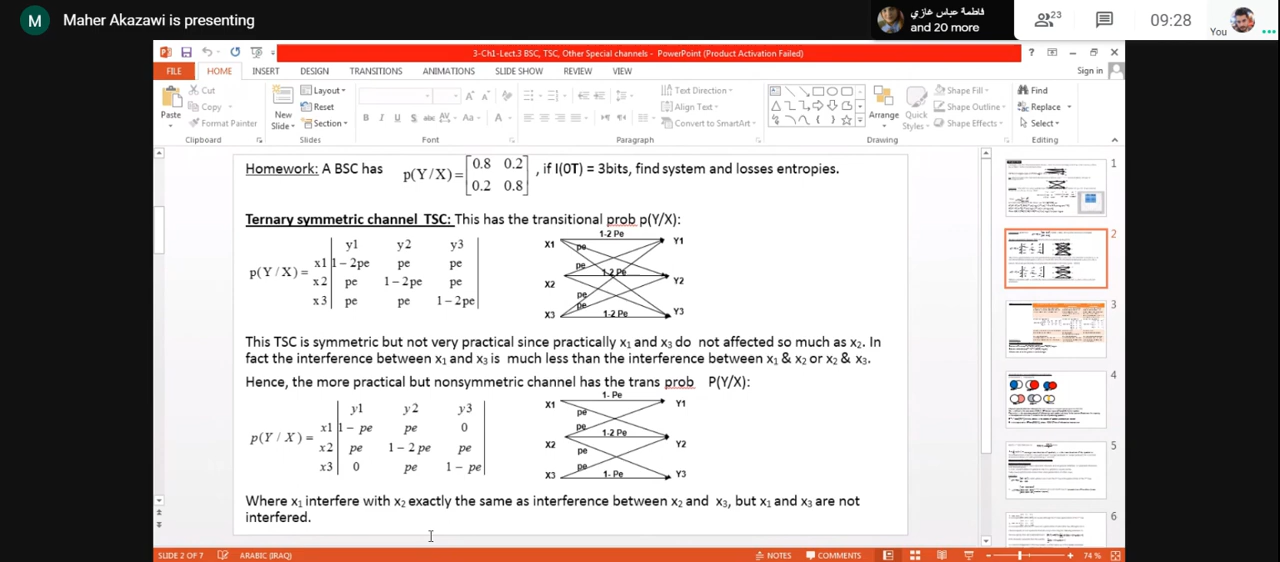 M Maher Akazawi is presenting
فاطمة عباس غازي
and 20 more
23
09:28
You
3-Ch1-Lect.3 BSC, TSC, Other Special channels - PowerPoint (Product Activation Failed)
FILE HOME INSERT DESIGN TRANSITIONS ANIMATIONS SLIDE SHOW REVIEW VIEW Sign in
Paste Cut Copy Format Painter Clipboard
New Slide Layout Reset Section Slides
Font
Text Direction Align Text Convert to SmartArt Paragraph
Arrange Quick Styles Shape Fill Shape Outline Shape Effects Drawing
Find Replace Select Editing
Homework: A BSC has p(Y/X)= [0.8 0.2
0.2 0.8] , if I(0T) = 3bits, find system and losses entropies.
Ternary symmetric channel TSC: This has the transitional prob p(Y/X):
y1 y2 y3
x1 1-2pe pe pe
p(Y/X)= x2 pe 1-2pe pe
x3 pe pe 1-2pe
X1 1-2 Pe Y1
pe
pe
X2 1-2 Pe Y2
pe
pe
X3 1-2 Pe Y3
This TSC is symmetric but not very practical since practically x1 and x3 do not affected so much as x2. In
fact the interference between x1 and x3 is much less than the interference between x1 & x2 or x2 & x3.
Hence, the more practical but nonsymmetric channel has the trans prob P(Y/X):
y1 y2 y3
x1 1-pe pe 0
p(Y/X)= x2 pe 1-2pe pe
x3 0 pe 1-pe
X1 1- Pe Y1
pe
pe
X2 1-2 Pe Y2
pe
pe
X3 1- Pe Y3
Where x1 interfere with x2 exactly the same as interference between x2 and x3, but x1 and x3 are not
interfered.
1
2
3
4
5
6
SLIDE 2 OF 7 ARABIC (IRAQ) NOTES COMMENTS 74 %